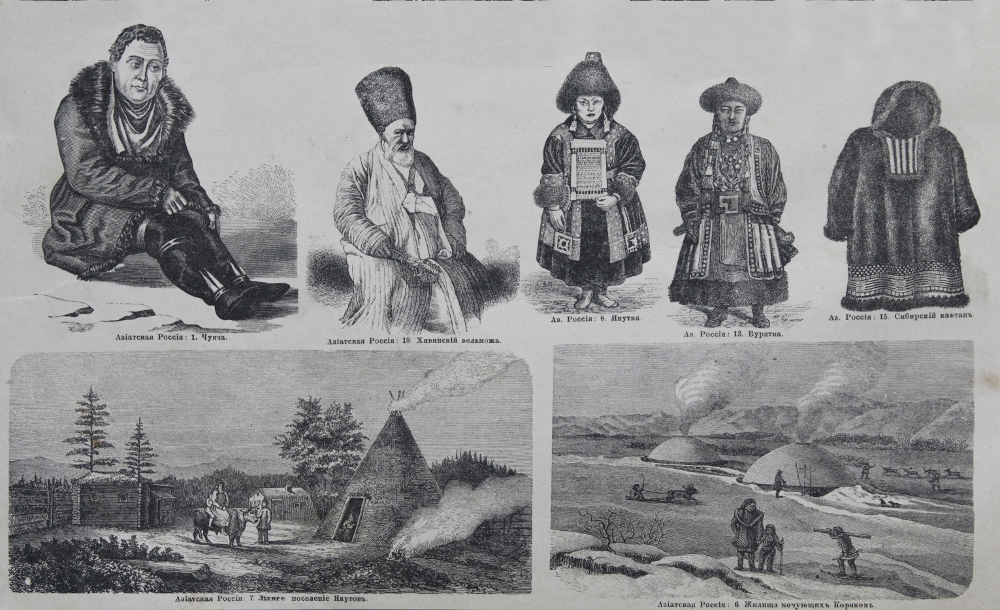 Азіатская Россія: 1. Чукча.
Азіатская Россія: 18. Хивинскій вельможа.
Аз. Россія: 8. Якутка.
Аз. Россія: 13. Бурятка.
Аз. Россія: 15. Сибирскій кафтанъ
Азіатская Россія: 7. Лѣтнее поселеніе Якутовъ.
Азіатская Россія: 6 Жилища кочующихъ Коряковъ.